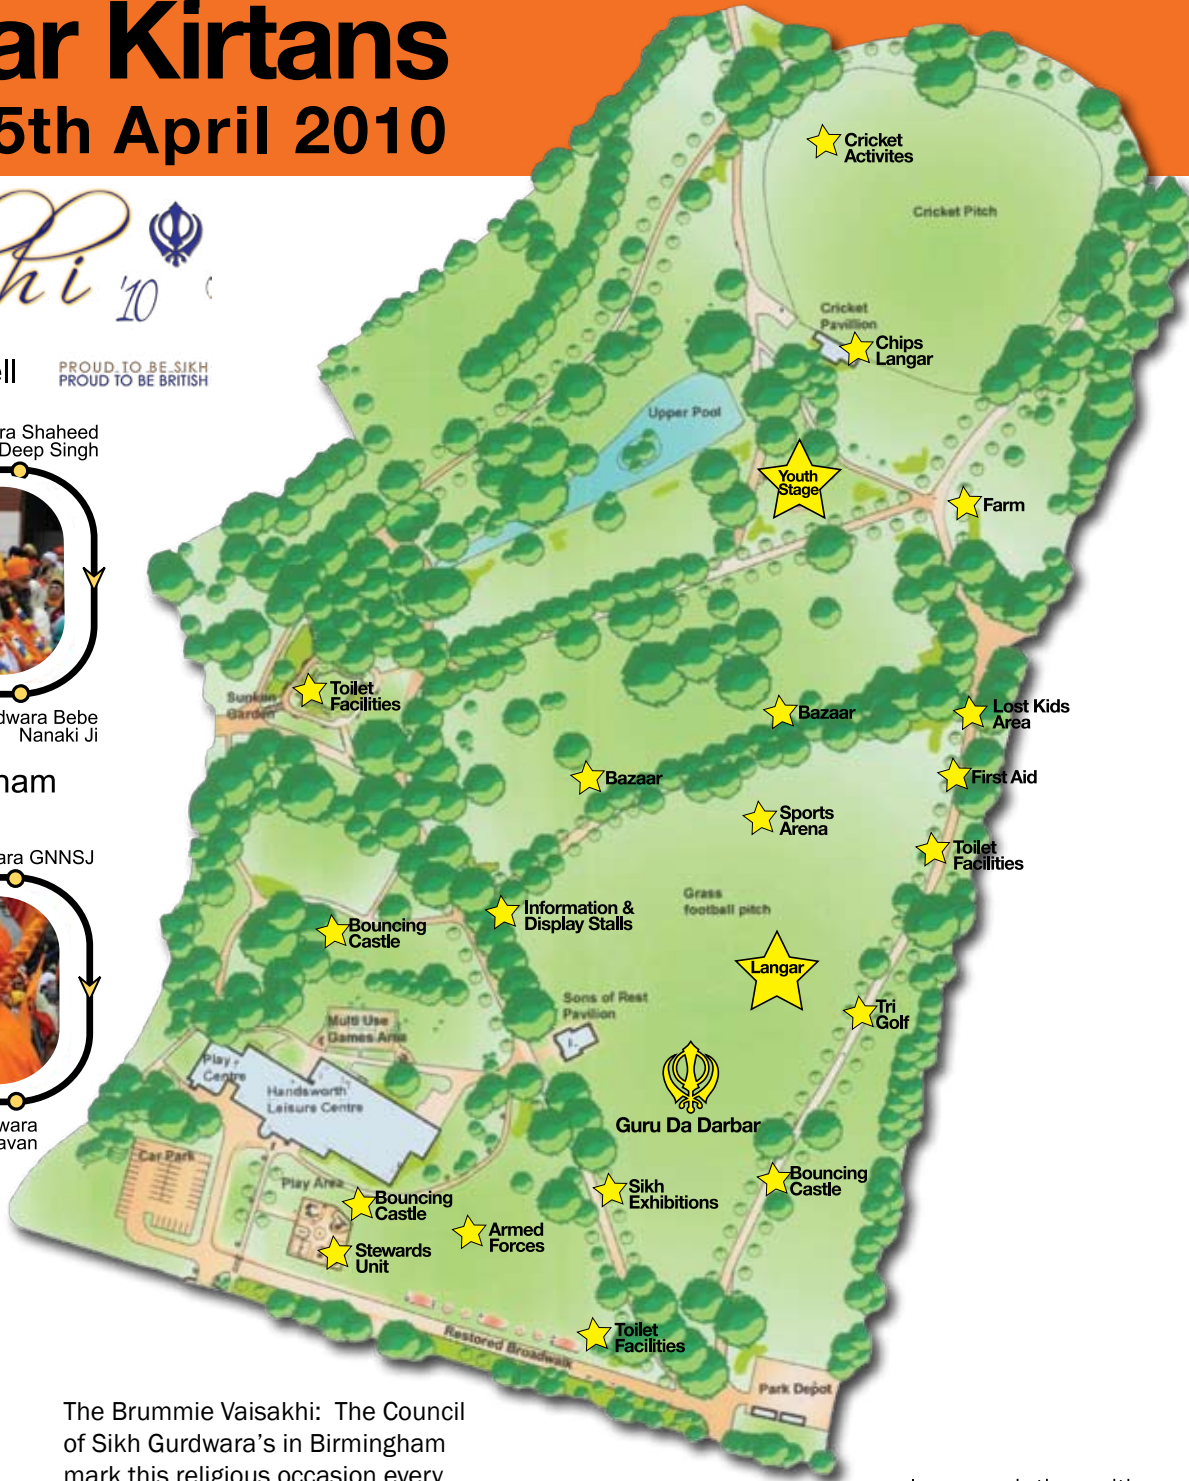 ar Kirtans
5th April 2010
hi '10
PROUD TO BE SIKH
PROUD TO BE BRITISH
ell
ra Shaheed
Deep Singh
dwara Bebe
Nanaki Ji
ham
ara GNNSJ
wara
avan
Cricket
Activites
Cricket Pitch
Cricket
Pavillion
Chips
Langar
Upper Pool
Youth
Stage
Farm
Sunken
Garden
Toilet
Facilities
Bazaar
Lost Kids
Area
Bazaar
First Aid
Sports
Arena
Toilet
Facilities
Grass
football pitch
Information &
Display Stalls
Bouncing
Castle
Langar
Sons of Rest
Pavilion
Tri
Golf
Multi Use
Games Area
Play
Centre
Handsworth
Leisure Centre
Guru Da Darbar
Car Park
Play Area
Bouncing
Castle
Sikh
Exhibitions
Bouncing
Castle
Armed
Forces
Stewards
Unit
Toilet
Facilities
Restored Broadwalk
Park Depot
The Brummie Vaisakhi: The Council
of Sikh Gurdwara's in Birmingham
mark this religious occasion every